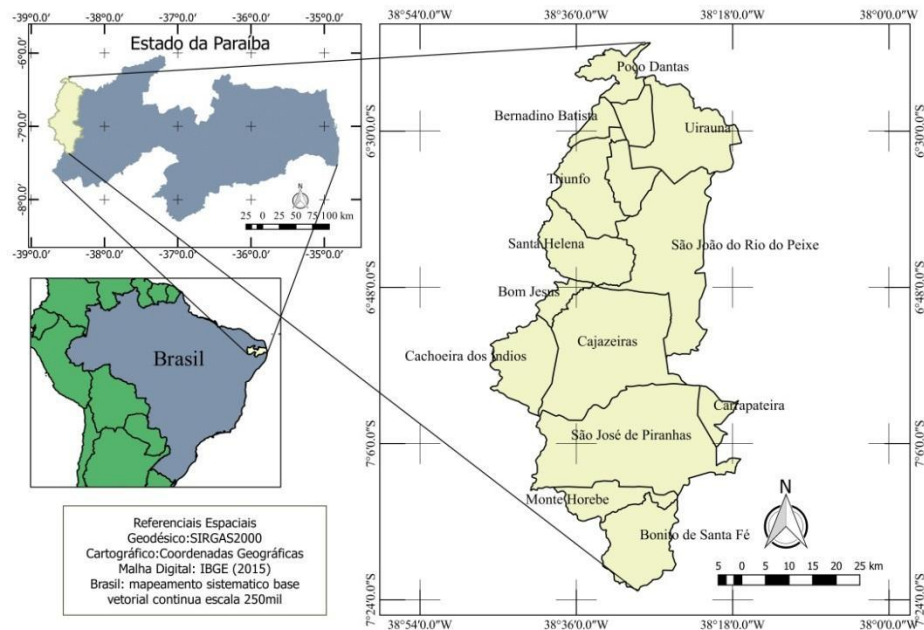 Estado da Paraíba
-39°0.0' -38°0.0' -37°0.0' -36°0.0' -35°0.0'
-6°0.0'
-7°0.0'
-8°0.0'
N
25 0 25 50 75 100 km
-39°0.0' -38°0.0' -37°0.0' -36°0.0' -35°0.0'
Brasil
Referenciais Espaciais
Geodésico:SIRGAS2000
Cartográfico:Coordenadas Geográficas
Malha Digital: IBGE (2015)
Brasil: mapeamento sistematico base
vetorial continua escala 250mil
38°54'0.0"W 38°36'0.0"W 38°18'0.0"W 38°00'0.0"W
6°30'0.0"S 6°30'0.0"S
6°48'0.0"S 6°48'0.0"S
7°60'0.0"S 7°60'0.0"S
7°24'0.0"S 7°24'0.0"S
Poço Dantas
Bernadino Batista
Uirauna
Triunfo
Santa Helena
São João do Rio do Peixe
Bom Jesus
Cajazeiras
Cachoeira dos Índios
Carrapateira
São José de Piranhas
Monte Horebe
Bonito de Santa Fé
N
5 0 5 10 15 20 25 km
38°54'0.0"W 38°36'0.0"W 38°18'0.0"W 38°00'0.0"W